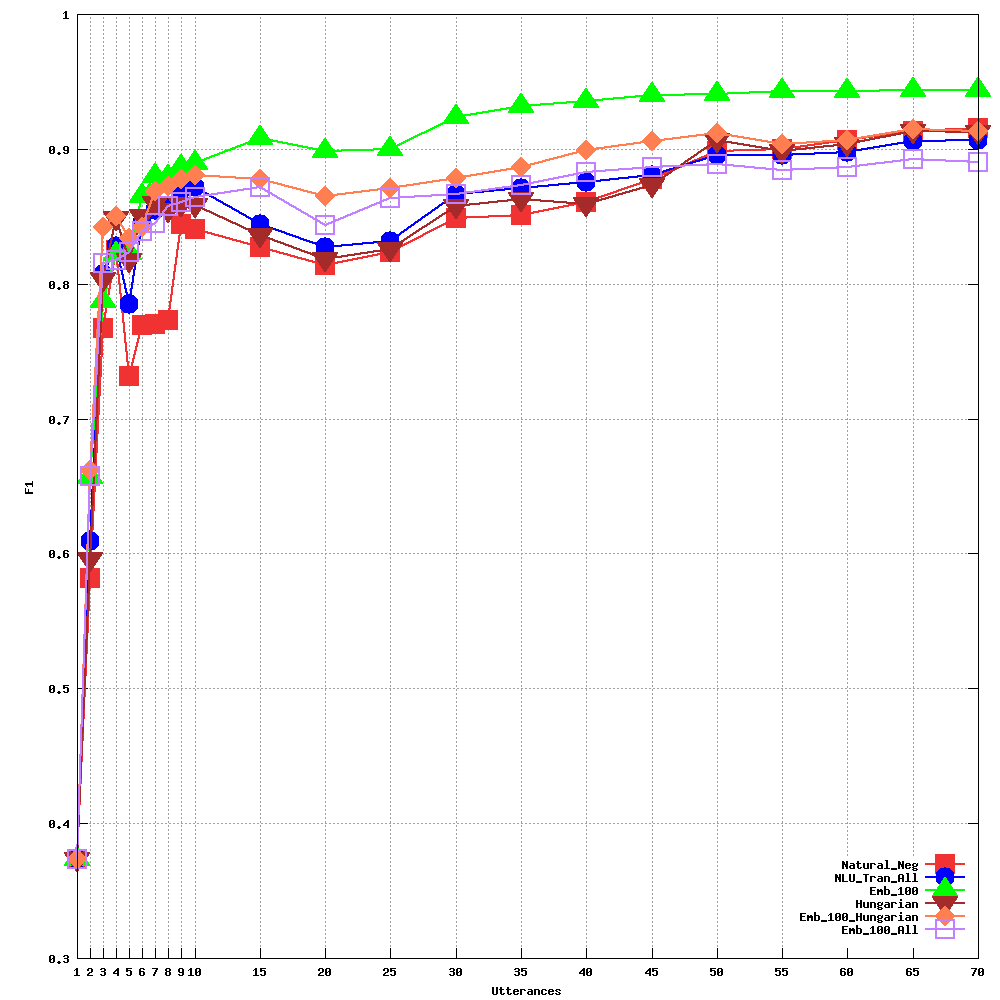 1
0.9
0.8
0.7
0.6
0.5
0.4
0.3
F1
1 2 3 4 5 6 7 8 9 10 15 20 25 30 35 40 45 50 55 60 65 70
Utterances
Natural_Neg
NLU_Tran_All
Emb_100
Hungarian
Emb_100_Hungarian
Emb_100_All